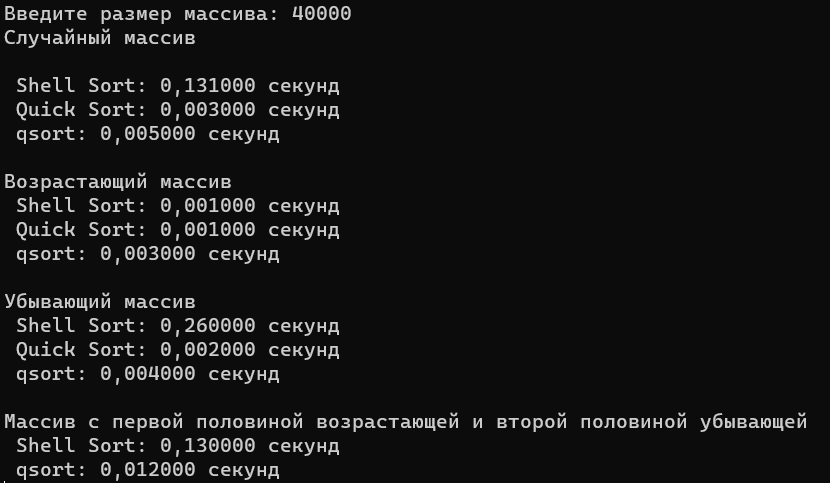 Введите размер массива: 40000
Случайный массив
Shell Sort: 0,131000 секунд
Quick Sort: 0,003000 секунд
qsort: 0,005000 секунд
Возрастающий массив
Shell Sort: 0,001000 секунд
Quick Sort: 0,001000 секунд
qsort: 0,003000 секунд
Убывающий массив
Shell Sort: 0,260000 секунд
Quick Sort: 0,002000 секунд
qsort: 0,004000 секунд
Массив с первой половиной возрастающей и второй половиной убывающей
Shell Sort: 0,130000 секунд
qsort: 0,012000 секунд